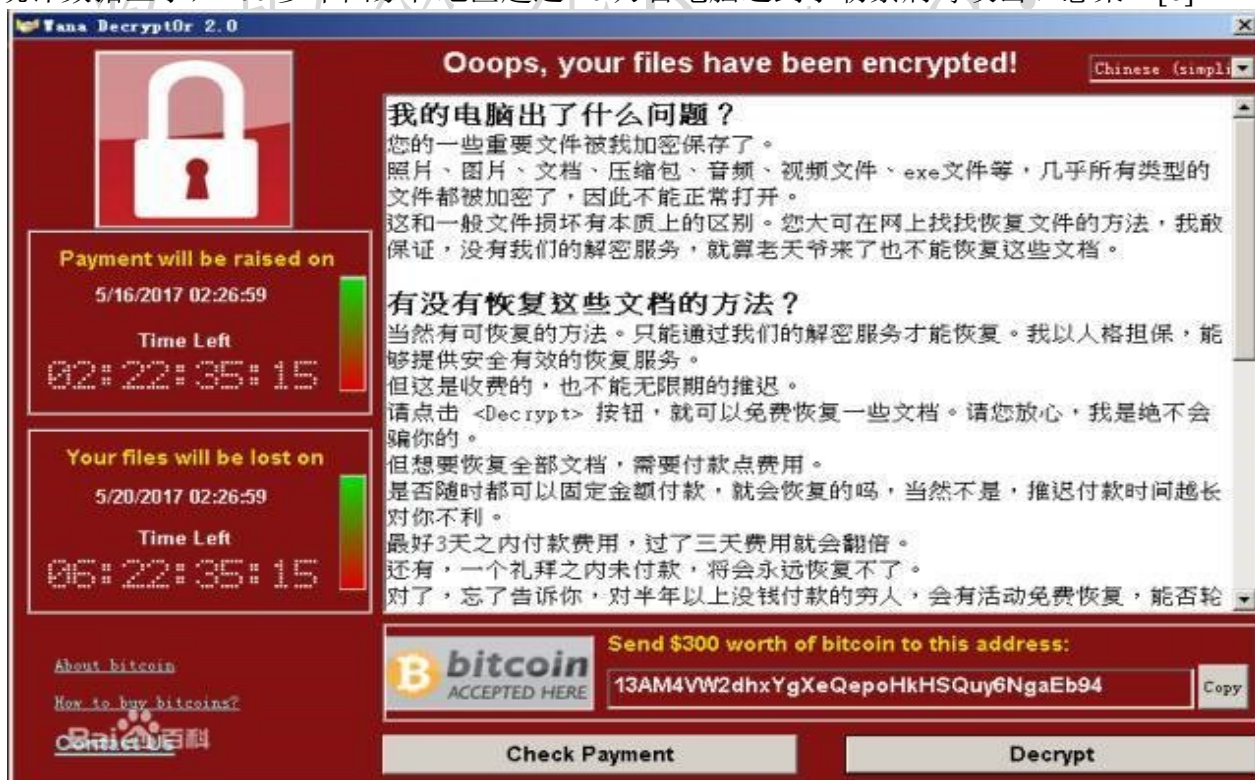 Wana Decrypt0r 2.0
Ooops, your files have been encrypted!
Chinese (simpli
我的电脑出了什么问题？
您的一些重要文件被我加密保存了。
照片、图片、文档、压缩包、音频、视频文件、exe文件等，几乎所有类型的
文件都被加密了，因此不能正常打开。
这和一般文件损坏有本质上的区别。您大可在网上找找恢复文件的方法，我敢
保证，没有我们的解密服务，就算老天爷来了也不能恢复这些文档。
有没有恢复这些文档的方法？
当然有可恢复的方法。只能通过我们的解密服务才能恢复。我以人格担保，能
够提供安全有效的恢复服务。
但这是收费的，也不能无限期的推迟。
请点击 <Decrypt> 按钮，就可以免费恢复一些文档。请您放心，我是绝不会
骗你的。
但想要恢复全部文档，需要付款点费用。
是否随时都可以固定金额付款，就会恢复的吗，当然不是，推迟付款时间越长
对你不利。
最好3天之内付款费用，过了三天费用就会翻倍。
还有，一个礼拜之内未付款，将会永远恢复不了。
对了，忘了告诉你，对半年以上没钱付款的穷人，会有活动免费恢复，能否轮
Payment will be raised on
5/16/2017 02:26:59
Time Left
02:22:35:15
Your files will be lost on
5/20/2017 02:26:59
Time Left
06:22:35:15
About bitcoin
How to buy bitcoins?
Contact Us
Bai百科
bitcoin
ACCEPTED HERE
Send $300 worth of bitcoin to this address:
13AM4VW2dhxYgXeQepoHkHSQuy6NgaEb94
Copy
Check Payment
Decrypt